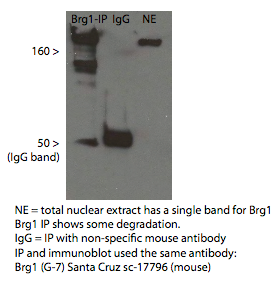 Brg1-IP IgG NE
160 >
50 >
(IgG band)
NE = total nuclear extract has a single band for Brg1
Brg1 IP shows some degradation.
IgG = IP with non-specific mouse antibody
IP and immunoblot used the same antibody:
Brg1 (G-7) Santa Cruz sc-17796 (mouse)